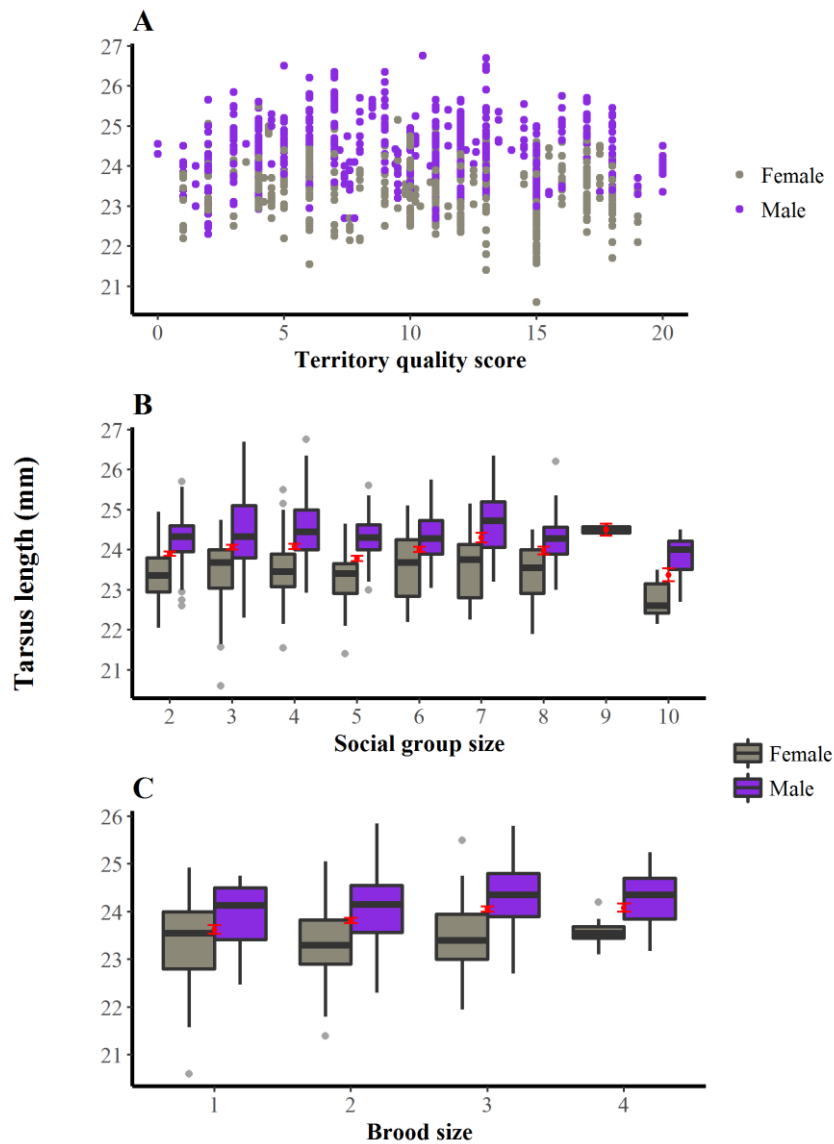 A
27
26
25
24
23
22
21
0 5 10 15 20
Territory quality score
Female
Male
Tarsus length (mm)
B
27
26
25
24
23
22
21
2 3 4 5 6 7 8 9 10
Social group size
Female
Male
C
26
25
24
23
22
21
1 2 3 4
Brood size